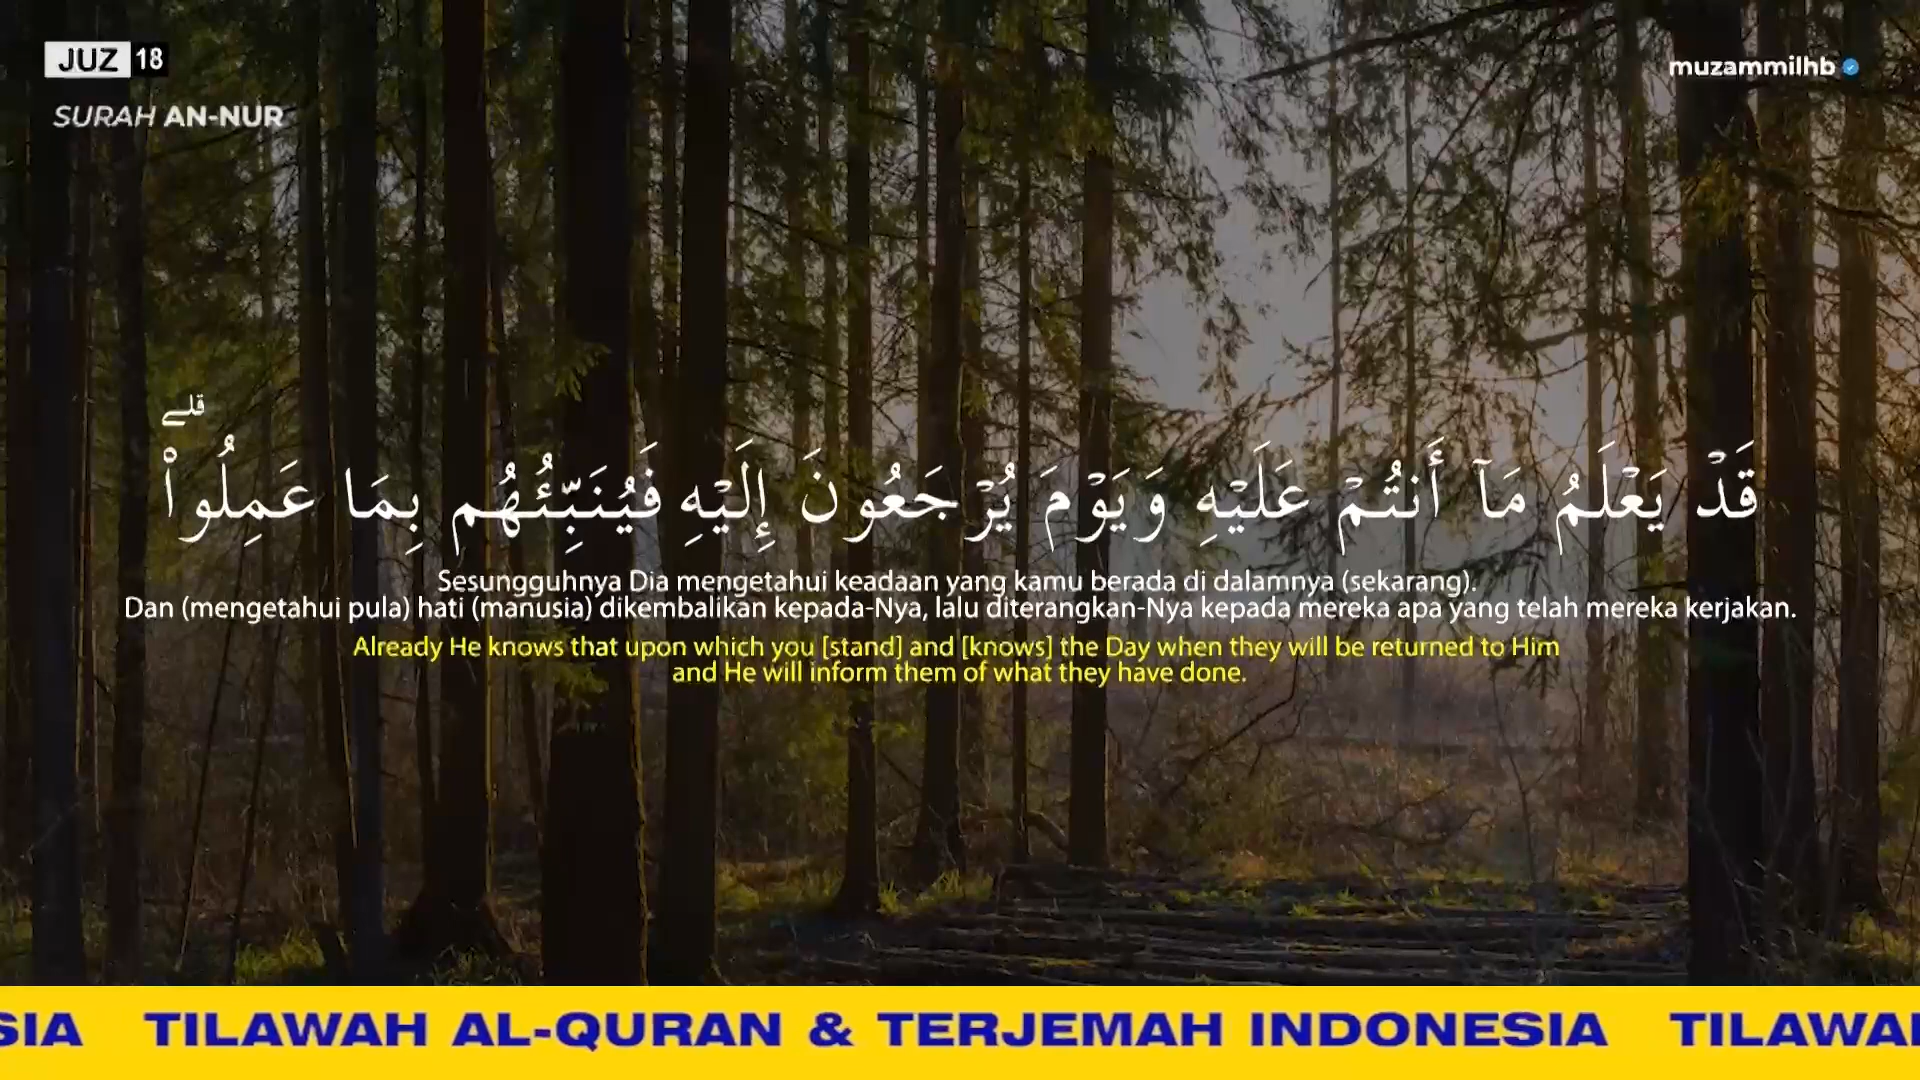 JUZ 18
muzammilhb
SURAH AN-NUR
قَدْ يَعْلَمُ مَآ أَنتُمْ عَلَيْهِ وَيَوْمَ يُرْجَعُونَ إِلَيْهِ فَيُنَبِّئُهُم بِمَا عَمِلُوا۟ ۗ
Sesungguhnya Dia mengetahui keadaan yang kamu berada di dalamnya (sekarang).
Dan (mengetahui pula) hati (manusia) dikembalikan kepada-Nya, lalu diterangkan-Nya kepada mereka apa yang telah mereka kerjakan.
Already He knows that upon which you [stand] and [knows] the Day when they will be returned to Him
and He will inform them of what they have done.
SIA TILAWAH AL-QURAN & TERJEMAH INDONESIA TILAWA